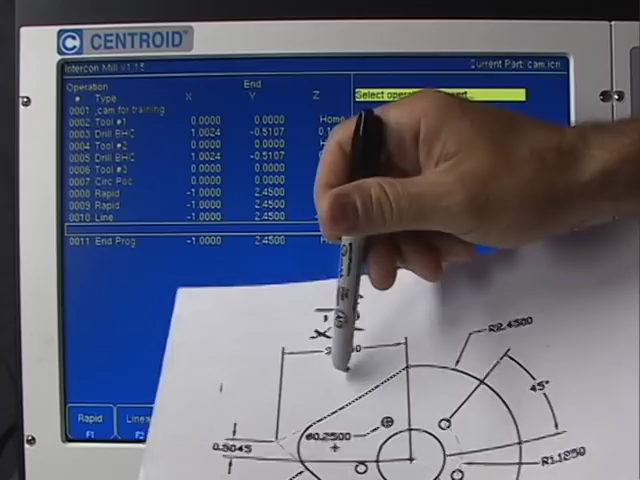 CENTROID
Intercon Mill v1.15
Current Part: cam.icn
Operation
End
# Type X Y Z
Select
0001 ,cam for training
0002 Tool #1 0.0000 0.0000 Home
0003 Drill BHC 1.0024 -0.5107
0004 Tool #2 0.0000 0.0000
0005 Drill BHC 1.0024 -0.5107
0006 Tool #3 0.0000 0.0000
0007 Circ Poc 0.0000 0.0000
0008 Rapid -1.0000 2.4500
0009 Rapid -1.0000 2.4500
0010 Line -1.0000 2.4500
0011 End Prog -1.0000 2.4500
Rapid
F1
Linea
F2
R2.4500
45°
Ø0.2500
0.5045
R1.1250